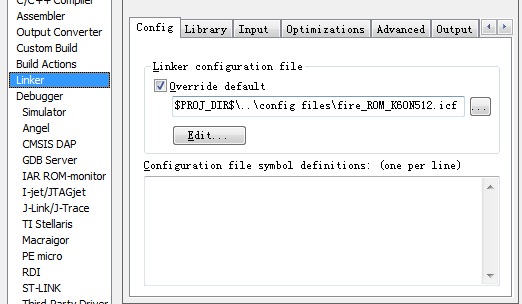 C/C++ Compiler
Assembler
Output Converter
Custom Build
Build Actions
Linker
Debugger
Simulator
Angel
CMSIS DAP
GDB Server
IAR ROM-monitor
I-jet/JTAGjet
J-Link/J-Trace
TI Stellaris
Macraigor
PE micro
RDI
ST-LINK
Third-Party Driver
Config Library Input Optimizations Advanced Output
Linker configuration file
Override default
$PROJ_DIR$\..\config files\fire_ROM_K60N512.icf
...
Edit...
Configuration file symbol definitions: (one per line)